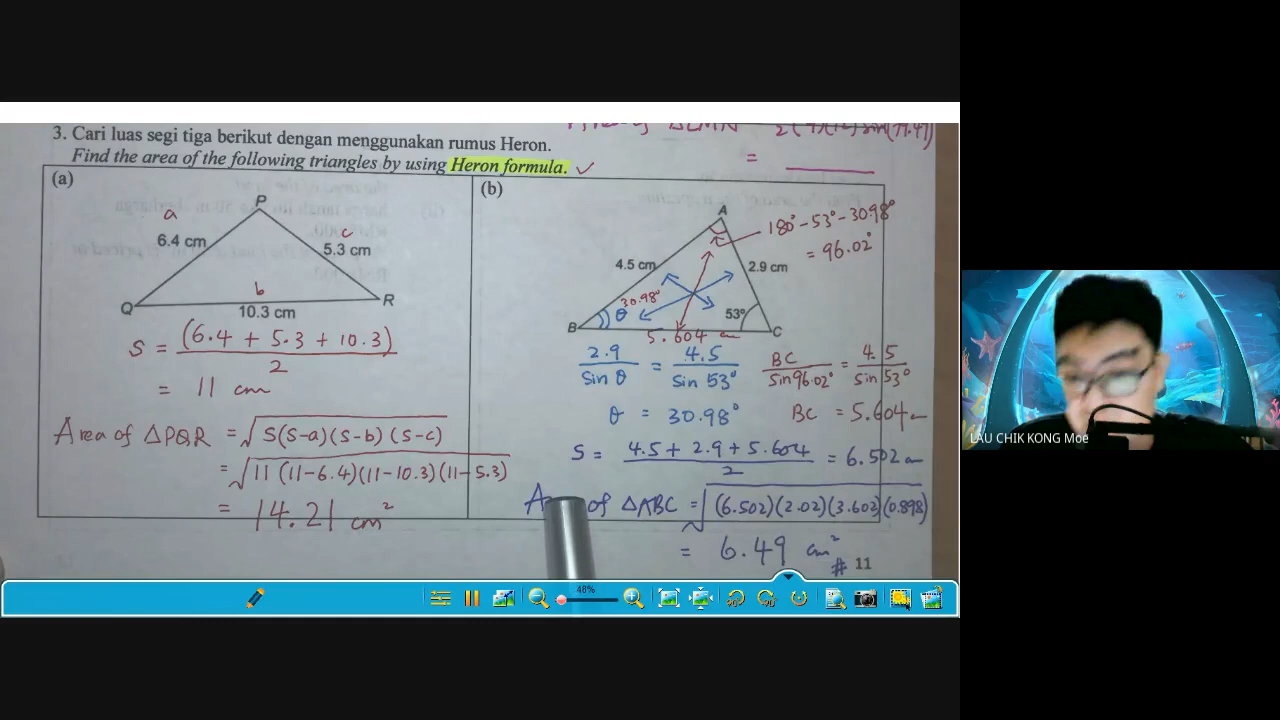 = ______
3. Cari luas segi tiga berikut dengan menggunakan rumus Heron.
Find the area of the following triangles by using Heron formula. ✓
(a)
P
a
6.4 cm
c
5.3 cm
b
Q
R
10.3 cm
S = (6.4 + 5.3 + 10.3) / 2
= 11 cm
Area of △PQR = √S(S-a)(S-b)(S-c)
= √11(11-6.4)(11-10.3)(11-5.3)
= 14.21 cm²
(b)
A
180° - 53° - 30.98°
= 96.02°
4.5 cm
2.9 cm
30.98°
θ
53°
B
C
5.604 cm
2.9 / sin θ = 4.5 / sin 53°
BC / sin 96.02° = 4.5 / sin 53°
θ = 30.98°
BC = 5.604 cm
S = 4.5 + 2.9 + 5.604 / 2 = 6.502 cm
of △ABC = √(6.502)(2.02)(3.602)(0.898)
= 6.49 cm² #
11
48%
90
90
LAU CHIK KONG Moe